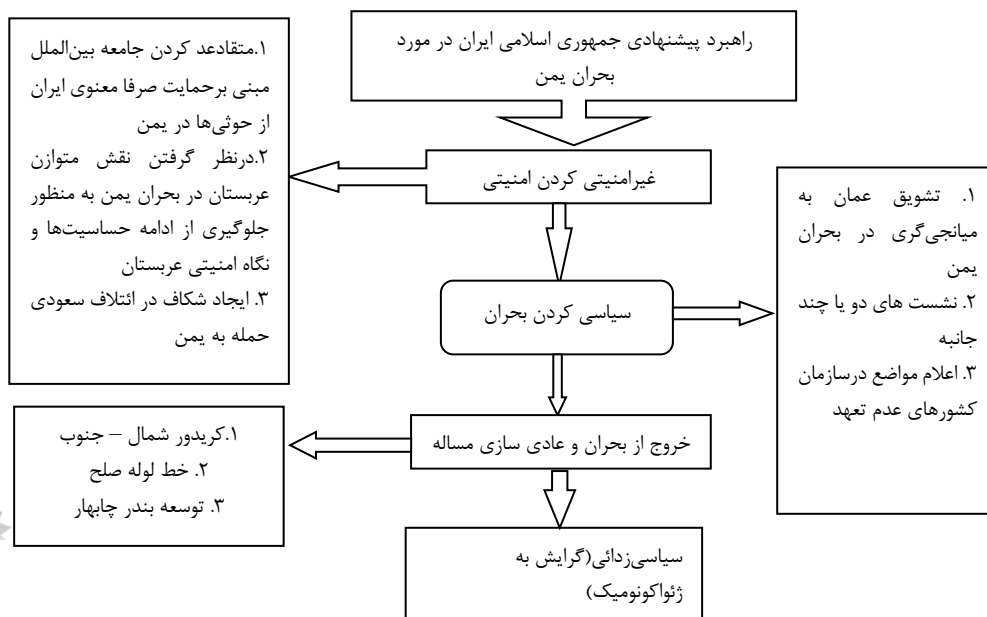 راهبرد پیشنهادی جمهوری اسلامی ایران در مورد
بحران یمن
۱.متقادعد کردن جامعه بین‌الملل
مبنی برحمایت صرفا معنوی ایران
از حوثی‌ها در یمن
۲.درنظر گرفتن نقش متوازن
عربستان در بحران یمن به منظور
جلوگیری از ادامه حساسیت‌ها و
نگاه امنیتی عربستان
۳. ایجاد شکاف در ائتلاف سعودی
حمله به یمن
غیرامنیتی کردن امنیتی
۱. تشویق عمان به
میانجی‌گری در بحران
یمن
۲. نشست های دو یا چند
جانبه
۳. اعلام مواضع درسازمان
کشورهای عدم تعهد
سیاسی کردن بحران
خروج از بحران و عادی سازی مساله
۱.کریدور شمال – جنوب
۲. خط لوله صلح
۳. توسعه بندر چابهار
سیاسی‌زدائی(گرایش به
ژئواکونومیک)